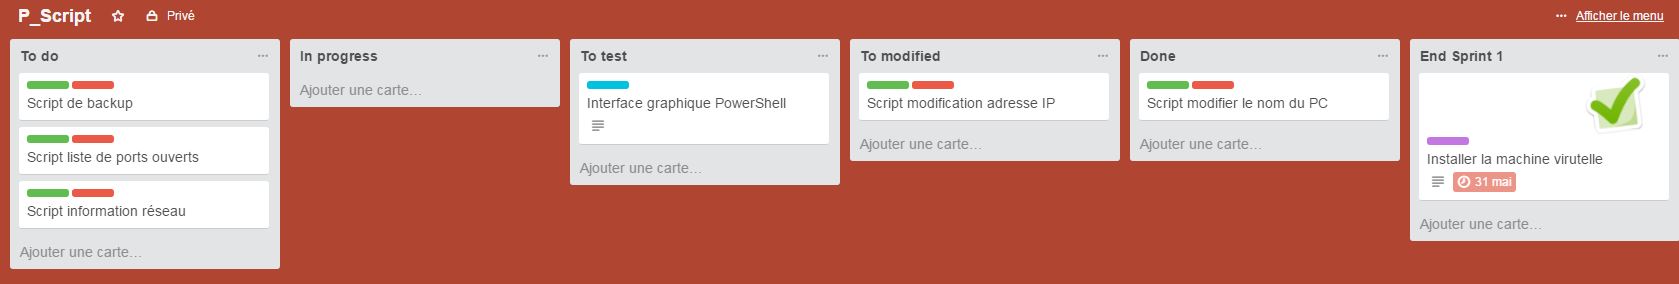 P_Script
Privé
Afficher le menu
To do
Script de backup
Script liste de ports ouverts
Script information réseau
Ajouter une carte…
In progress
Ajouter une carte…
To test
Interface graphique PowerShell
Ajouter une carte…
To modified
Script modification adresse IP
Ajouter une carte…
Done
Script modifier le nom du PC
Ajouter une carte…
End Sprint 1
Installer la machine virutelle
31 mai
Ajouter une carte…